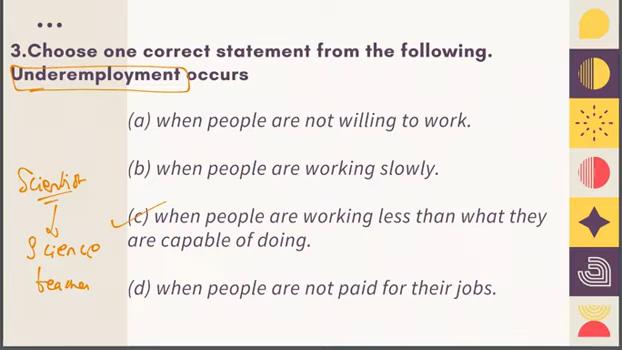 3.Choose one correct statement from the following.
Underemployment occurs
(a) when people are not willing to work.
(b) when people are working slowly.
(c) when people are working less than what they
are capable of doing.
(d) when people are not paid for their jobs.
Scientist
Science
teacher